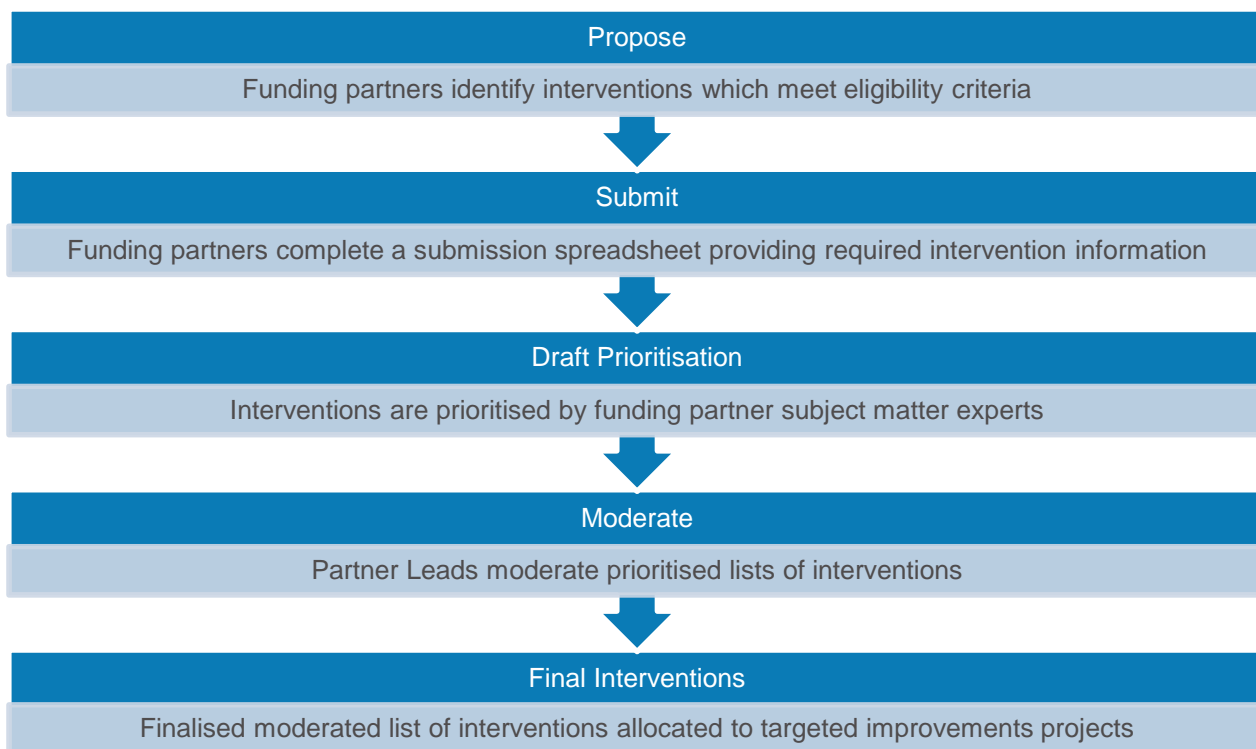 Propose
Funding partners identify interventions which meet eligibility criteria
Submit
Funding partners complete a submission spreadsheet providing required intervention information
Draft Prioritisation
Interventions are prioritised by funding partner subject matter experts
Moderate
Partner Leads moderate prioritised lists of interventions
Final Interventions
Finalised moderated list of interventions allocated to targeted improvements projects